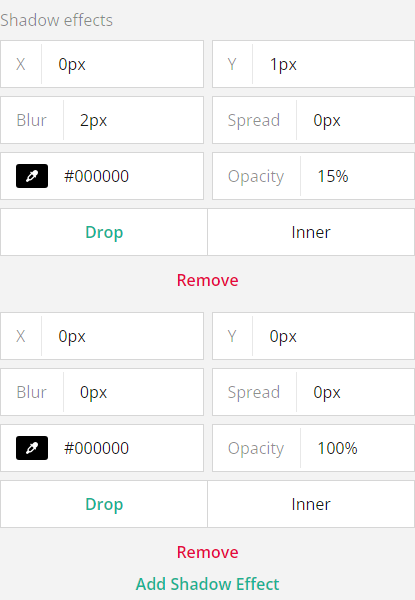 Shadow effects
X 0px Y 1px
Blur 2px Spread 0px
#000000 Opacity 15%
Drop Inner
Remove
X 0px Y 0px
Blur 0px Spread 0px
#000000 Opacity 100%
Drop Inner
Remove
Add Shadow Effect